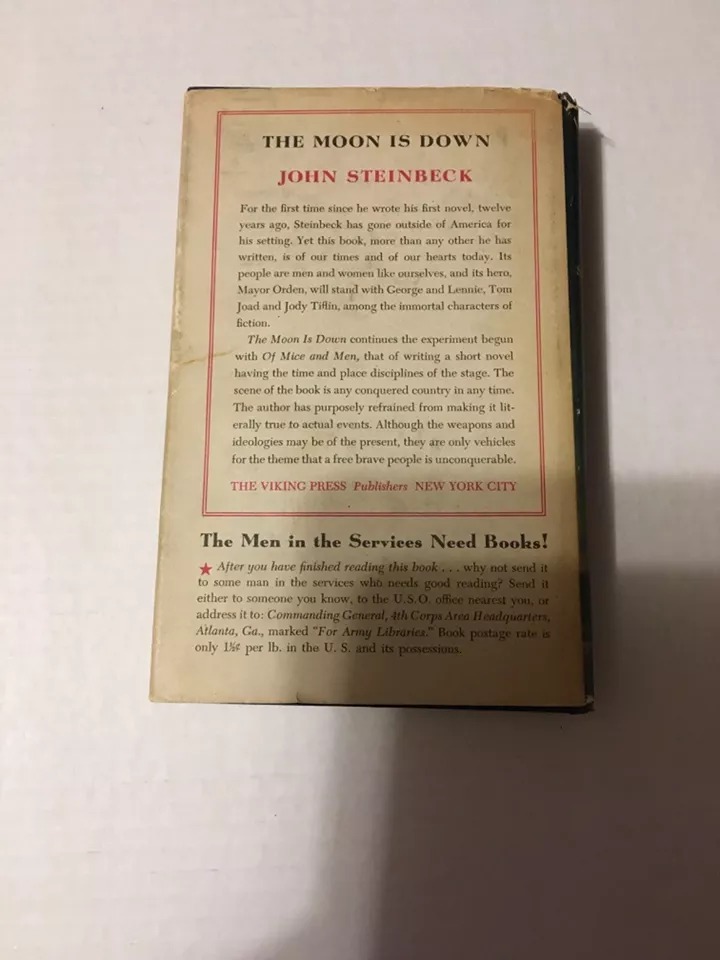 THE MOON IS DOWN
JOHN STEINBECK
For the first time since he wrote his first novel, twelve
years ago, Steinbeck has gone outside of America for
his setting. Yet this book, more than any other he has
written, is of our times and of our hearts today. Its
people are men and women like ourselves, and its hero,
Mayor Orden, will stand with George and Lennie, Tom
Joad and Jody Tiflin, among the immortal characters of
fiction.
The Moon Is Down continues the experiment begun
with Of Mice and Men, that of writing a short novel
having the time and place disciplines of the stage. The
scene of the book is any conquered country in any time.
The author has purposely refrained from making it lit-
erally true to actual events. Although the weapons and
ideologies may be of the present, they are only vehicles
for the theme that a free brave people is unconquerable.
THE VIKING PRESS Publishers NEW YORK CITY
The Men in the Services Need Books!
★ After you have finished reading this book . . . why not send it
to some man in the services who needs good reading? Send it
either to someone you know, to the U.S.O. office nearest you, or
address it to: Commanding General, 4th Corps Area Headquarters,
Atlanta, Ga., marked "For Army Libraries." Book postage rate is
only 1½¢ per lb. in the U. S. and its possessions.